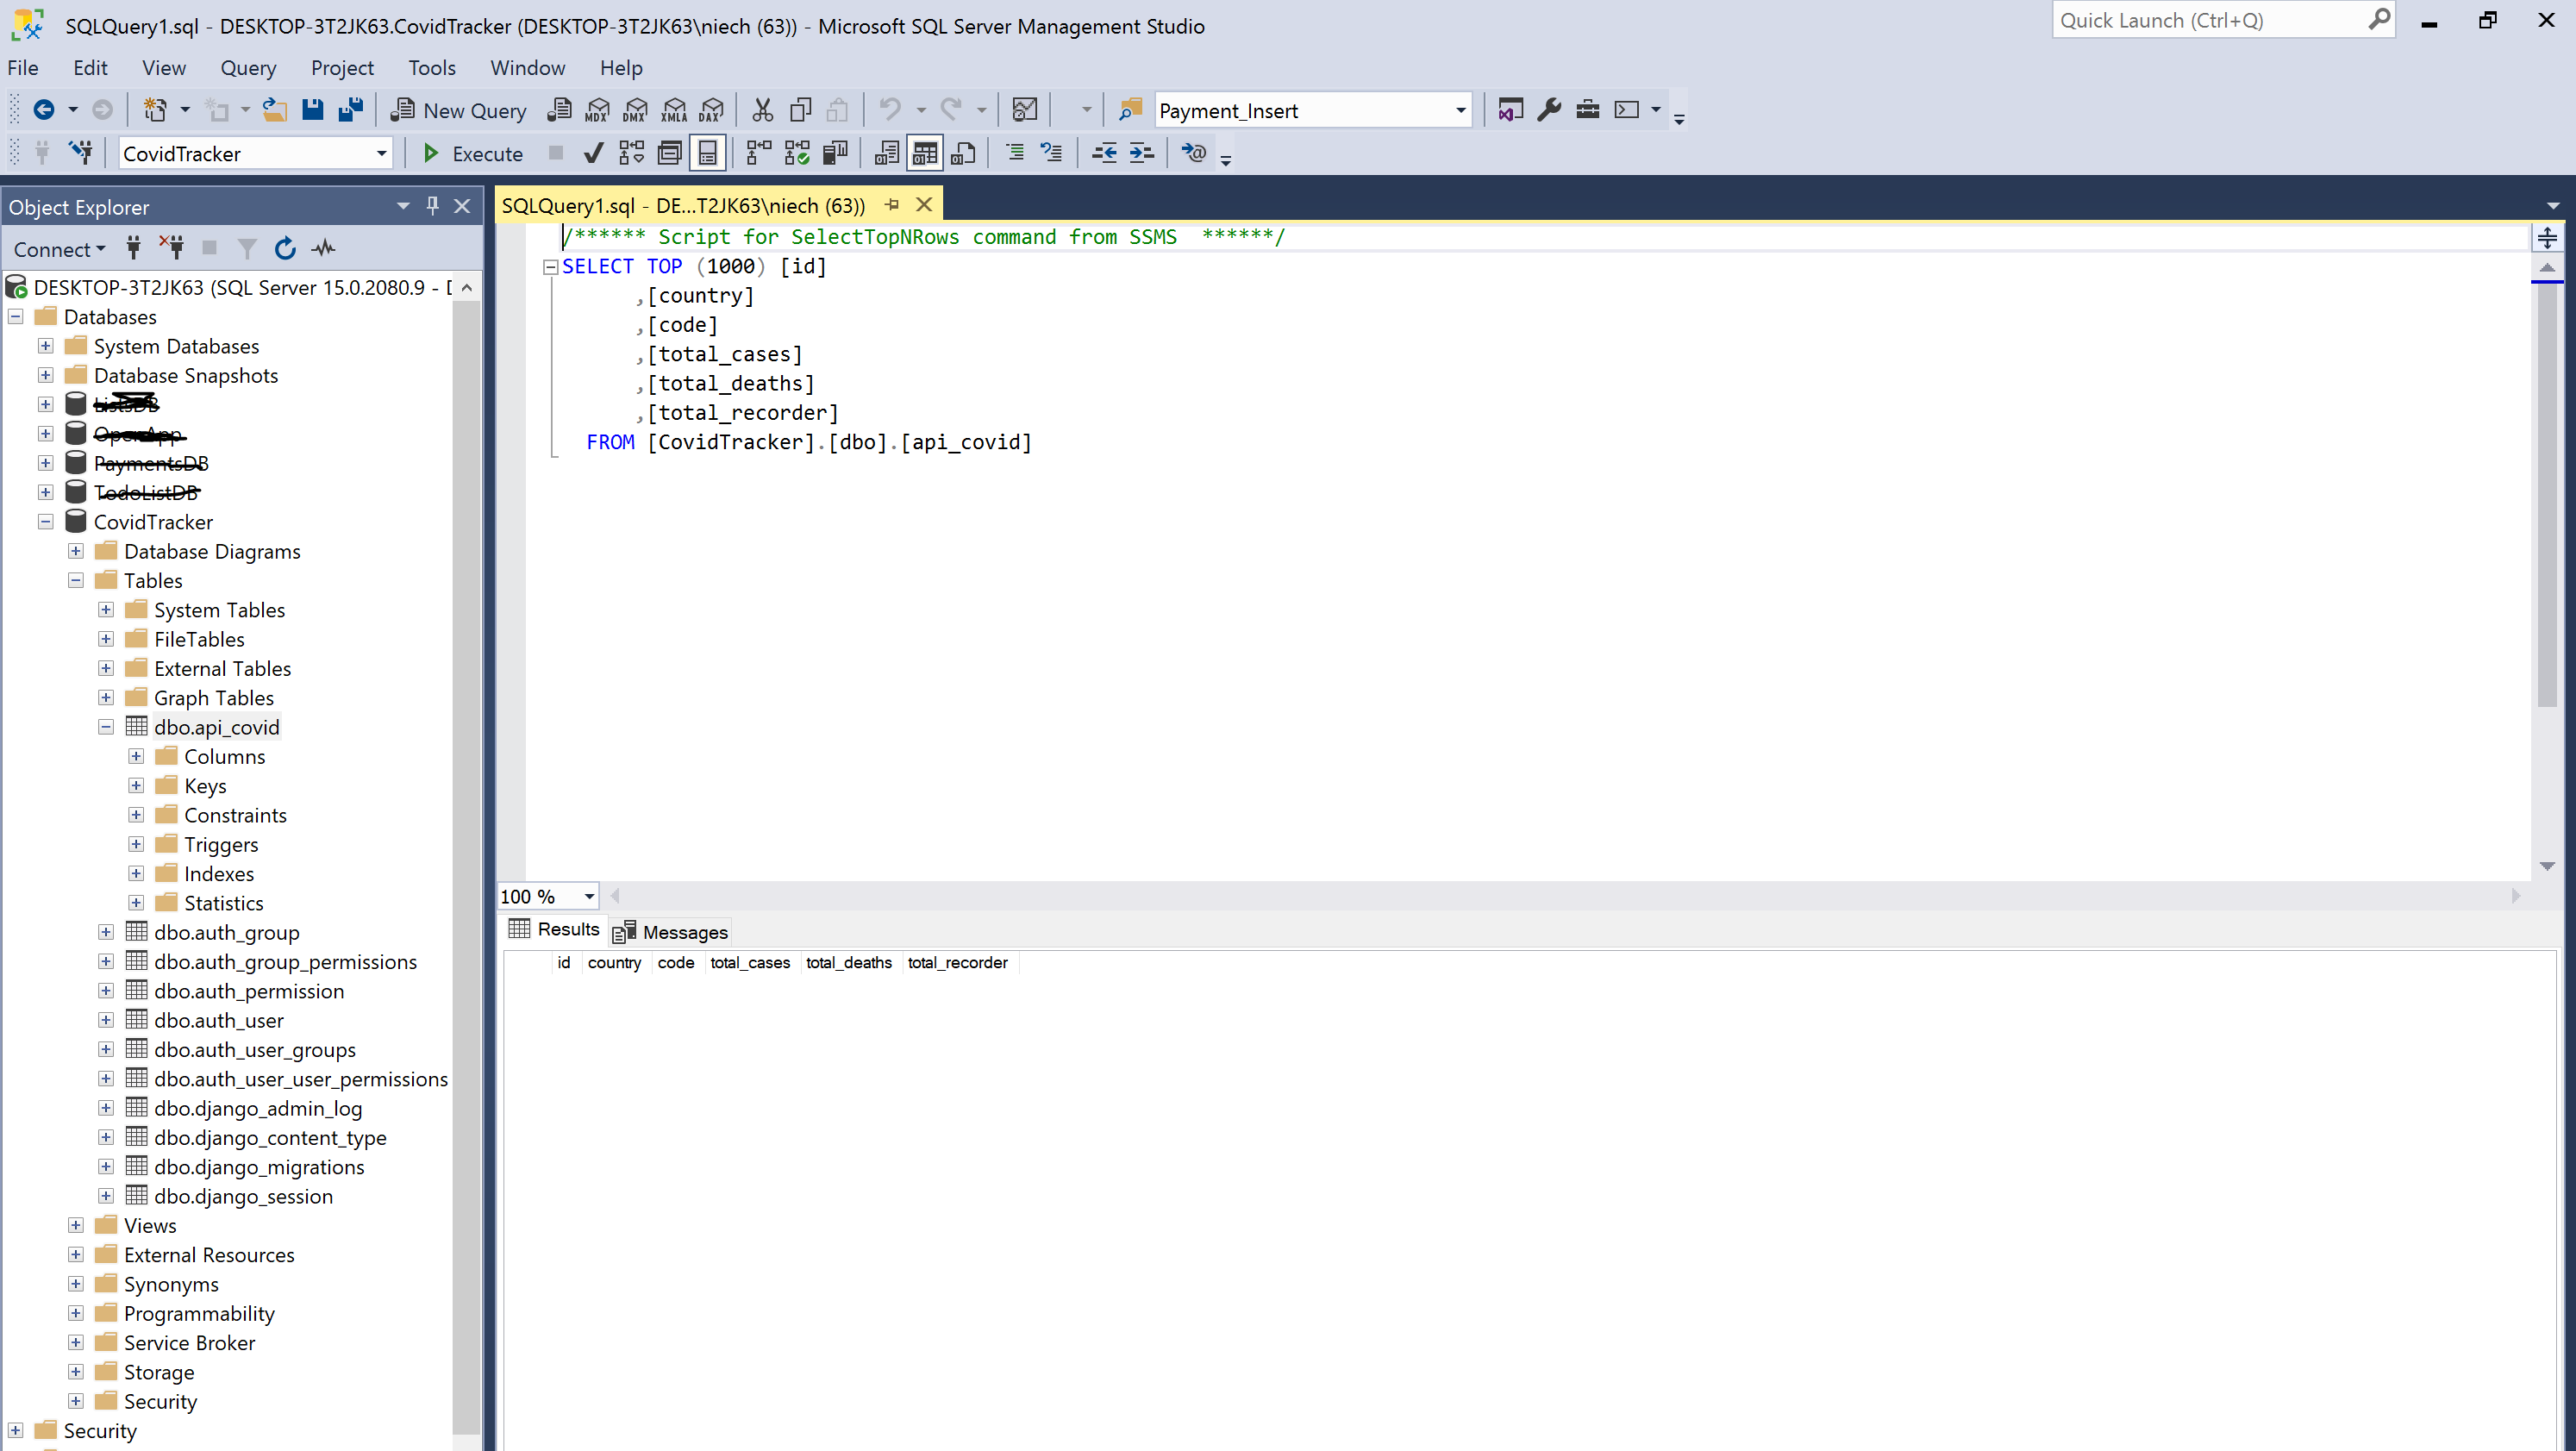 SQLQuery1.sql - DESKTOP-3T2JK63.CovidTracker (DESKTOP-3T2JK63\niech (63)) - Microsoft SQL Server Management Studio
Quick Launch (Ctrl+Q)
File Edit View Query Project Tools Window Help
New Query MDX DMX XMLA DAX Payment_Insert
CovidTracker Execute
Object Explorer
Connect
DESKTOP-3T2JK63 (SQL Server 15.0.2080.9 - D
Databases
System Databases
Database Snapshots
ListsDB
OpenApp
PaymentsDB
TodoListDB
CovidTracker
Database Diagrams
Tables
System Tables
FileTables
External Tables
Graph Tables
dbo.api_covid
Columns
Keys
Constraints
Triggers
Indexes
Statistics
dbo.auth_group
dbo.auth_group_permissions
dbo.auth_permission
dbo.auth_user
dbo.auth_user_groups
dbo.auth_user_user_permissions
dbo.django_admin_log
dbo.django_content_type
dbo.django_migrations
dbo.django_session
Views
External Resources
Synonyms
Programmability
Service Broker
Storage
Security
Security
SQLQuery1.sql - DE...T2JK63\niech (63))
/****** Script for SelectTopNRows command from SSMS  ******/
SELECT TOP (1000) [id]
,[country]
,[code]
,[total_cases]
,[total_deaths]
,[total_recorder]
FROM [CovidTracker].[dbo].[api_covid]
100 %
Results Messages
id country code total_cases total_deaths total_recorder